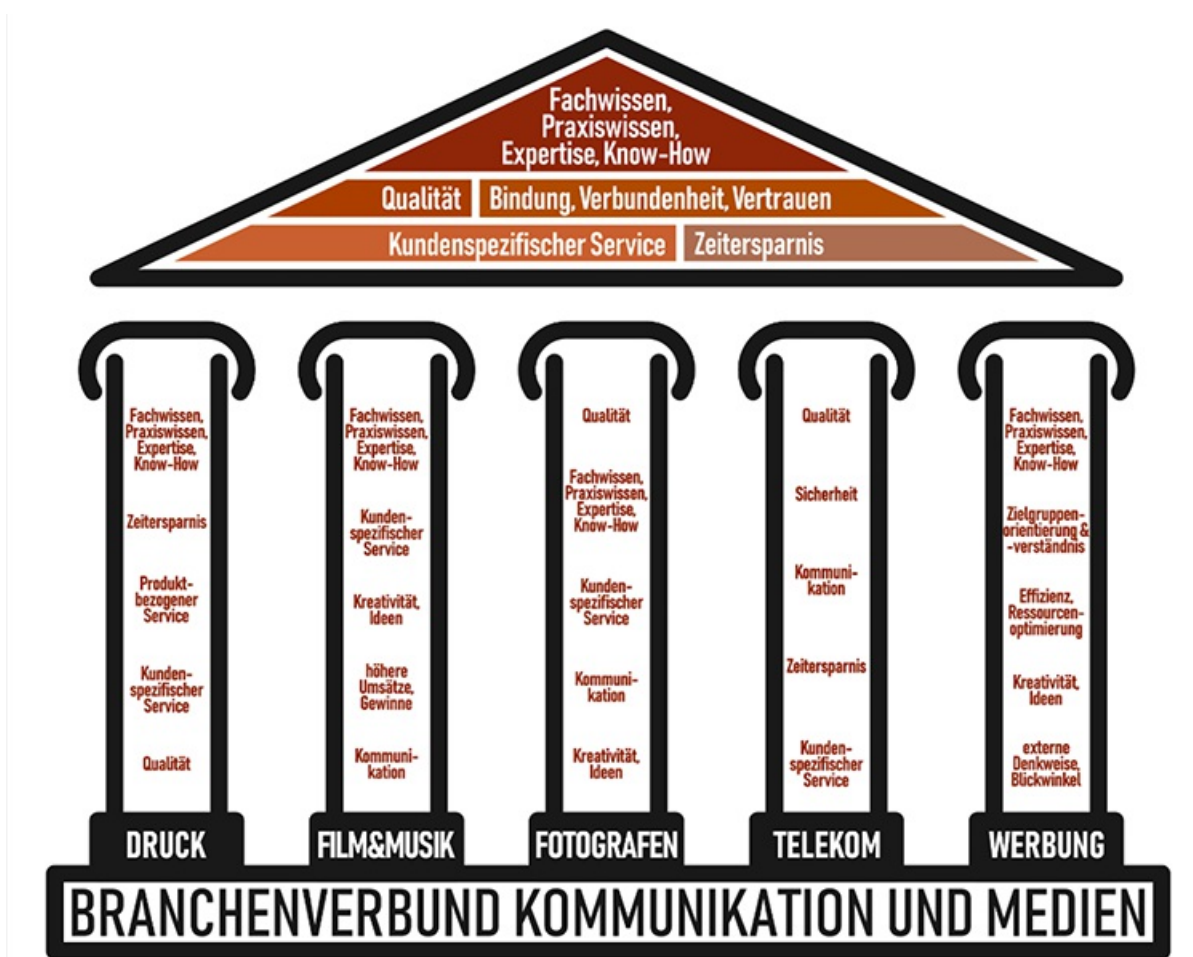 Fachwissen,
Praxiswissen,
Expertise, Know-How
Qualität
Bindung, Verbundenheit, Vertrauen
Kundenspezifischer Service
Zeitersparnis
Fachwissen,
Praxiswissen,
Expertise,
Know-How
Zeitersparnis
Produkt-
bezogener
Service
Kunden-
spezifischer
Service
Qualität
DRUCK
Fachwissen,
Praxiswissen,
Expertise,
Know-How
Kunden-
spezifischer
Service
Kreativität,
Ideen
höhere
Umsätze,
Gewinne
Kommuni-
kation
FILM&MUSIK
Qualität
Fachwissen,
Praxiswissen,
Expertise,
Know-How
Kunden-
spezifischer
Service
Kommuni-
kation
Kreativität,
Ideen
FOTOGRAFEN
Qualität
Sicherheit
Kommuni-
kation
Zeitersparnis
Kunden-
spezifischer
Service
TELEKOM
Fachwissen,
Praxiswissen,
Expertise,
Know-How
Zielgruppen-
orientierung &
-verständnis
Effizienz,
Ressourcen-
optimierung
Kreativität,
Ideen
externe
Denkweise,
Blickwinkel
WERBUNG
BRANCHENVERBUND KOMMUNIKATION UND MEDIEN